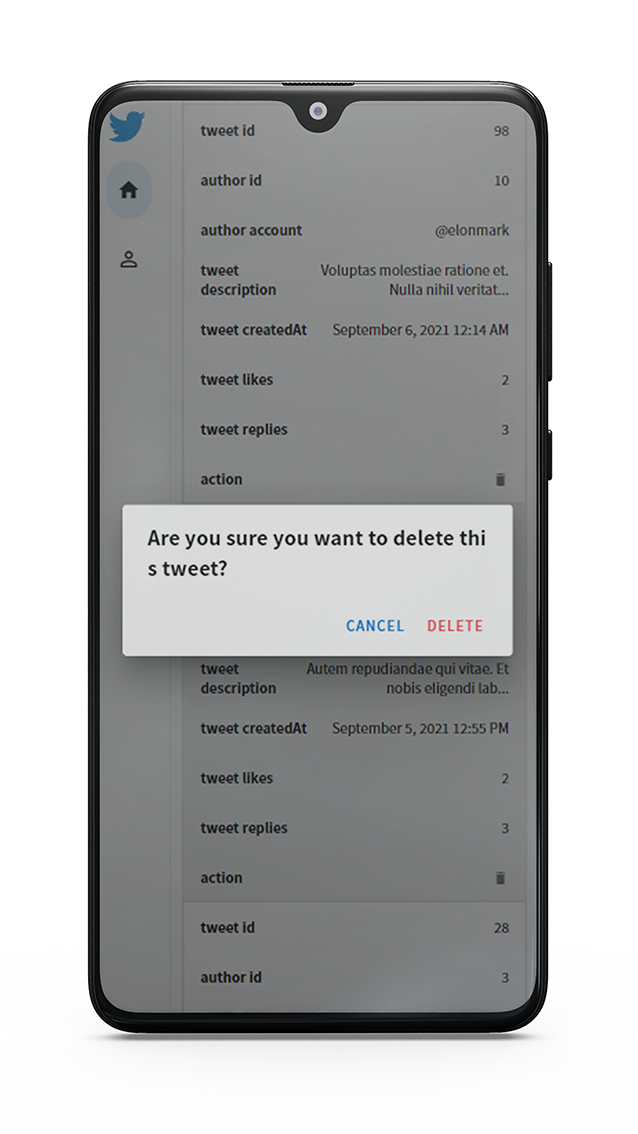 tweet id 98
author id 10
author account @elonmark
tweet description Voluptas molestiae ratione et. Nulla nihil veritat...
tweet createdAt September 6, 2021 12:14 AM
tweet likes 2
tweet replies 3
action
Are you sure you want to delete thi
s tweet?
CANCEL DELETE
tweet description Autem repudiandae qui vitae. Et nobis eligendi lab...
tweet createdAt September 5, 2021 12:55 PM
tweet likes 2
tweet replies 3
action
tweet id 28
author id 3